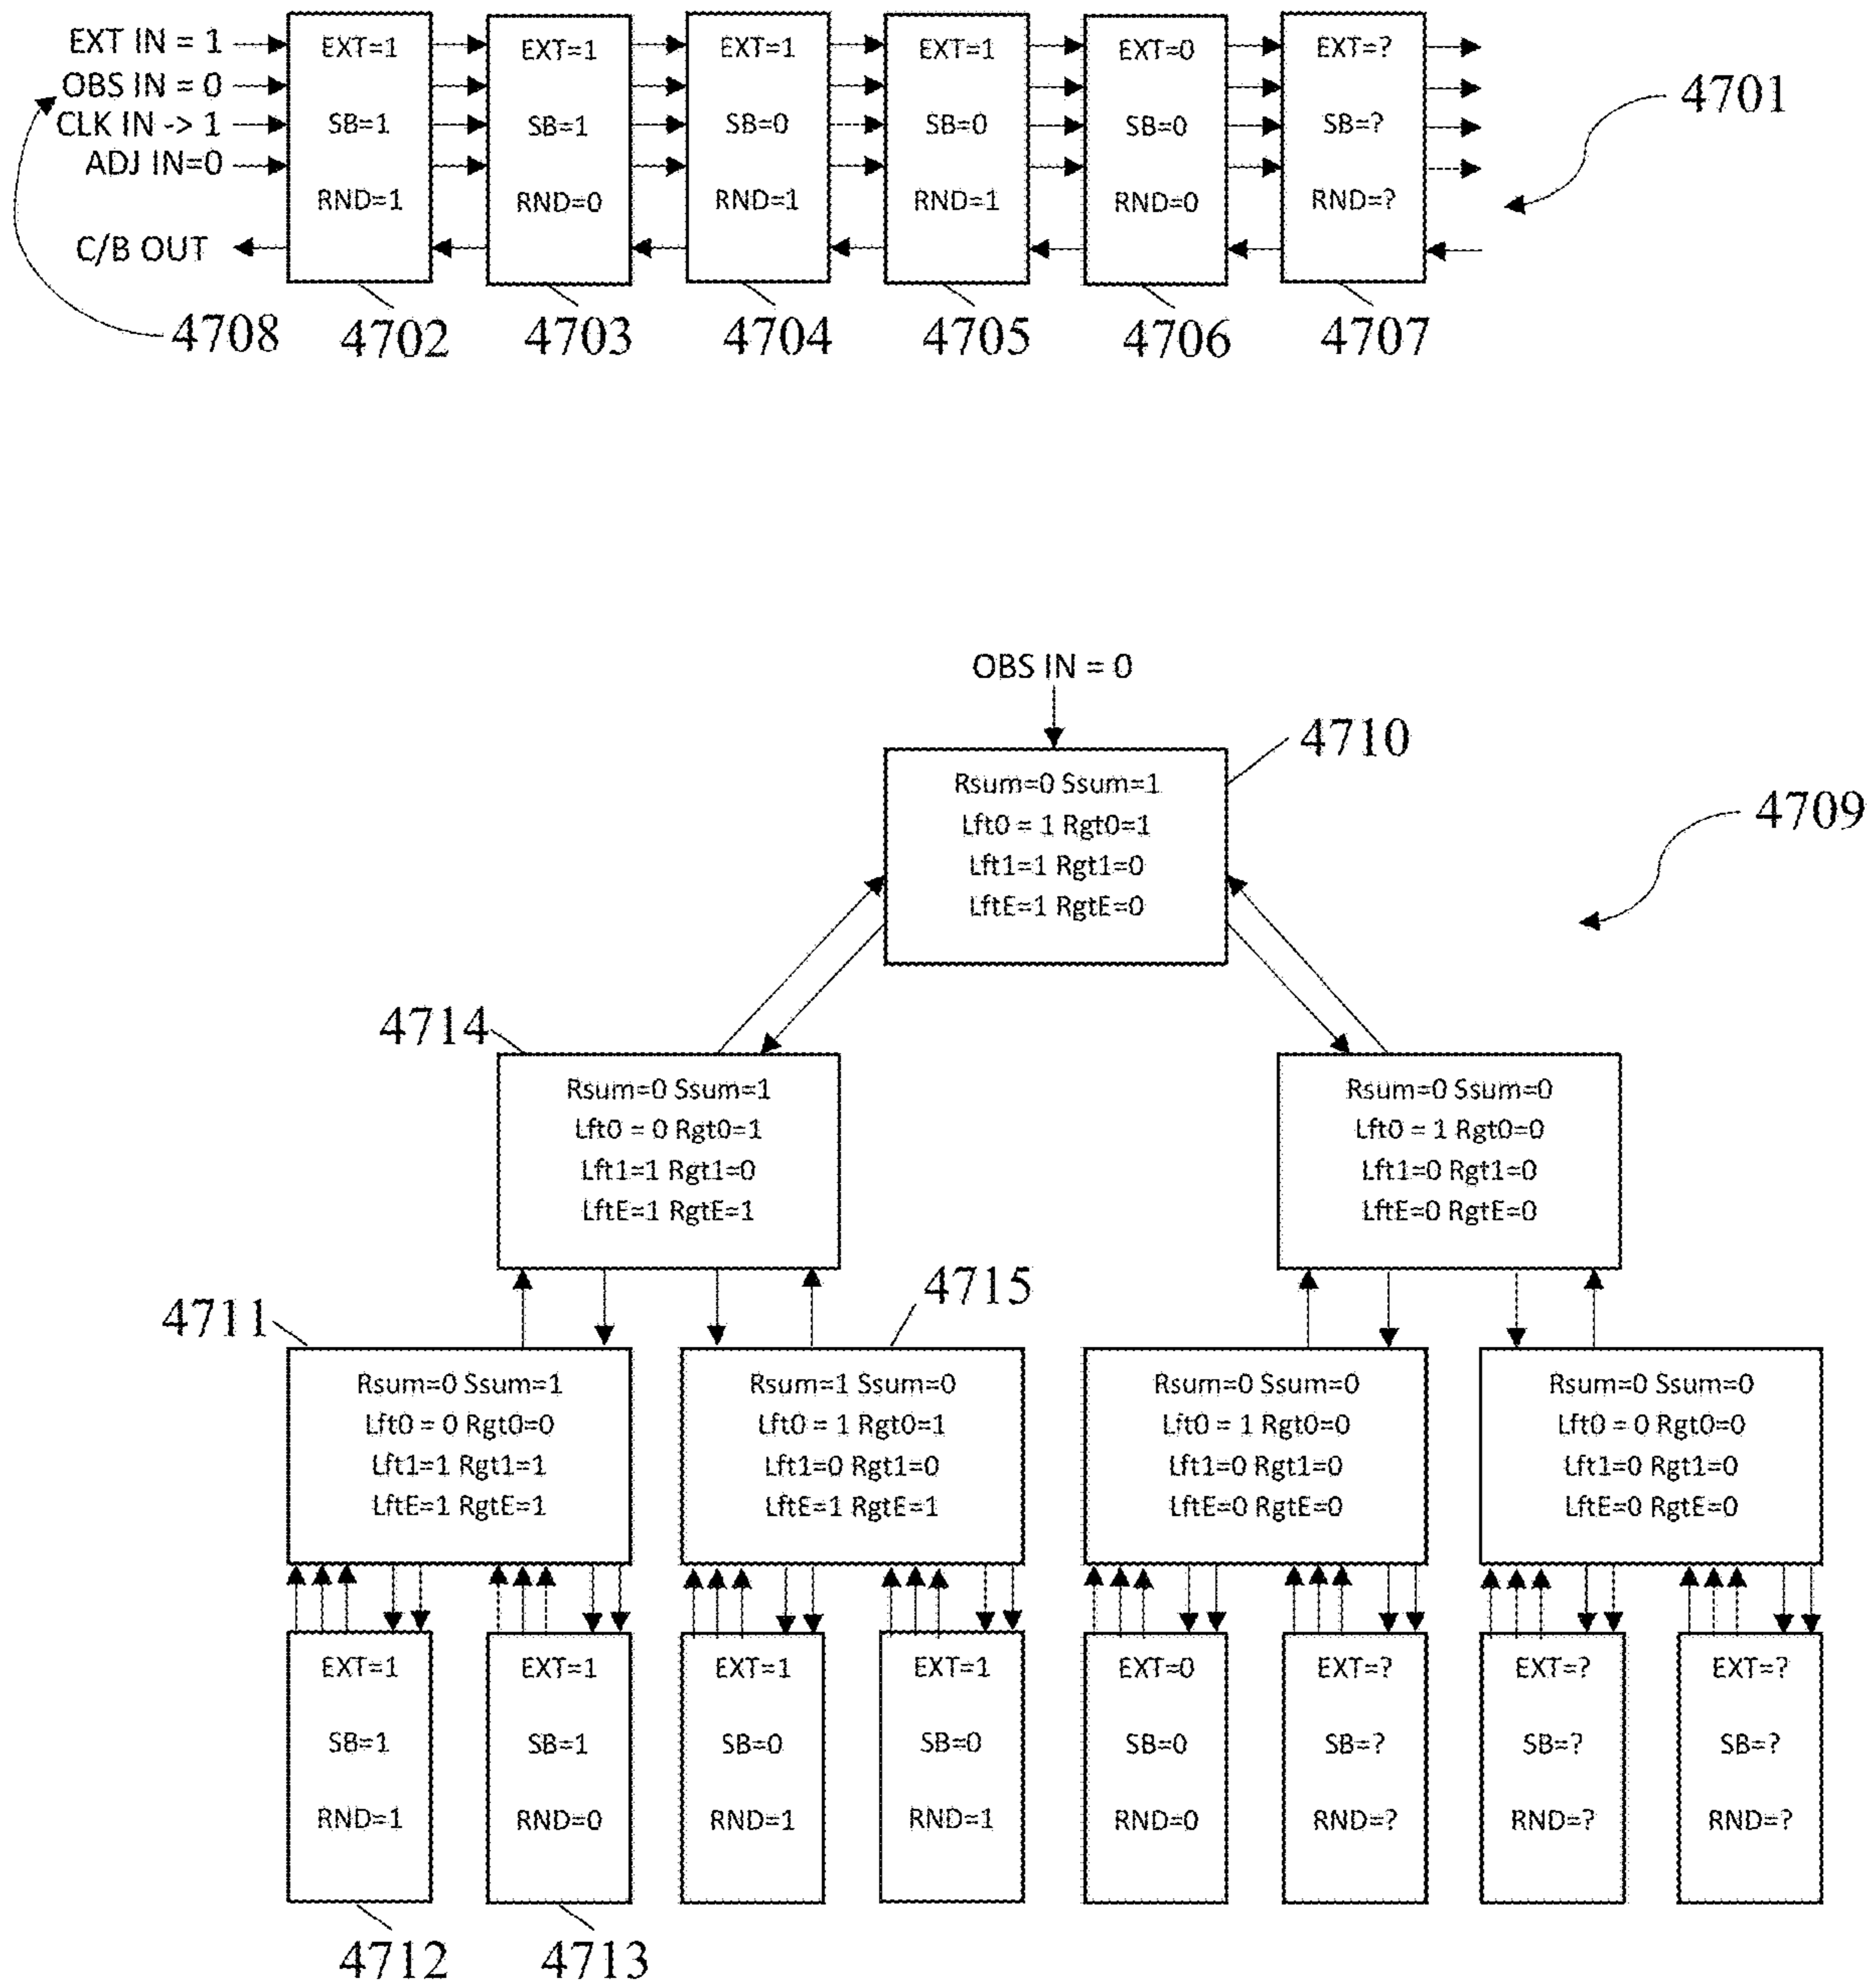 EXT IN = 1
OBS IN = 0
CLK IN -> 1
ADJ IN=0
C/B OUT
EXT=1
SB=1
RND=1
EXT=1
SB=1
RND=0
EXT=1
SB=0
RND=1
EXT=1
SB=0
RND=1
EXT=0
SB=0
RND=0
EXT=?
SB=?
RND=?
4701
4708
4702
4703
4704
4705
4706
4707
OBS IN = 0
4710
Rsum=0 Ssum=1
Lft0 = 1 Rgt0=1
Lft1=1 Rgt1=0
LftE=1 RgtE=0
4709
4714
Rsum=0 Ssum=1
Lft0 = 0 Rgt0=1
Lft1=1 Rgt1=0
LftE=1 RgtE=1
Rsum=0 Ssum=0
Lft0 = 1 Rgt0=0
Lft1=0 Rgt1=0
LftE=0 RgtE=0
4711
4715
Rsum=0 Ssum=1
Lft0 = 0 Rgt0=0
Lft1=1 Rgt1=1
LftE=1 RgtE=1
Rsum=1 Ssum=0
Lft0 = 1 Rgt0=1
Lft1=0 Rgt1=0
LftE=1 RgtE=1
Rsum=0 Ssum=0
Lft0 = 1 Rgt0=0
Lft1=0 Rgt1=0
LftE=0 RgtE=0
Rsum=0 Ssum=0
Lft0 = 0 Rgt0=0
Lft1=0 Rgt1=0
LftE=0 RgtE=0
EXT=1
SB=1
RND=1
EXT=1
SB=1
RND=0
EXT=1
SB=0
RND=1
EXT=1
SB=0
RND=1
EXT=0
SB=0
RND=0
EXT=?
SB=?
RND=?
EXT=?
SB=?
RND=?
EXT=?
SB=?
RND=?
4712
4713